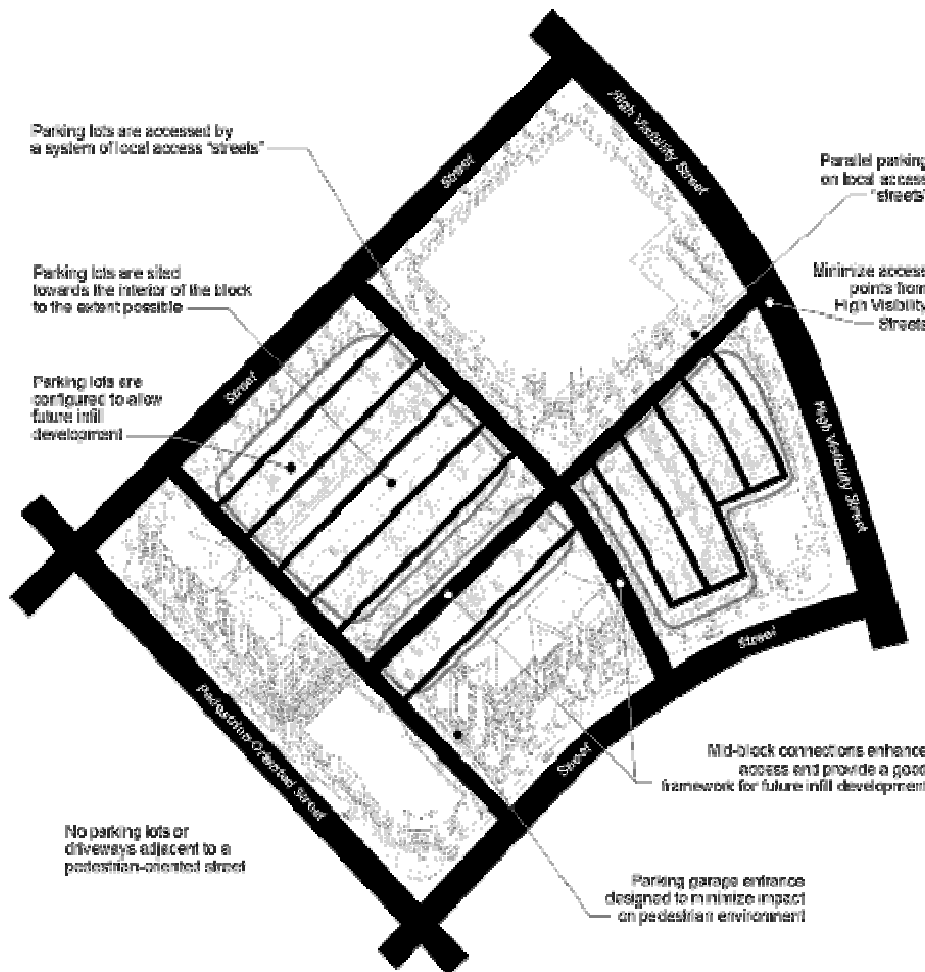 High Visibility Street
Parking lots are accessed by
a system of local access "streets"
Street
Parallel parking
on local access
"streets"
Parking lots are sited
towards the interior of the block
to the extent possible
Minimize access
points from
High Visibility
Streets
Street
Parking lots are
configured to allow
future infill
development
High Visibility Street
Street
Pedestrian-Oriented Street
Street
Mid-block connections enhance
access and provide a good
framework for future infill development
No parking lots or
driveways adjacent to a
pedestrian-oriented street
Parking garage entrance
designed to minimize impact
on pedestrian environment